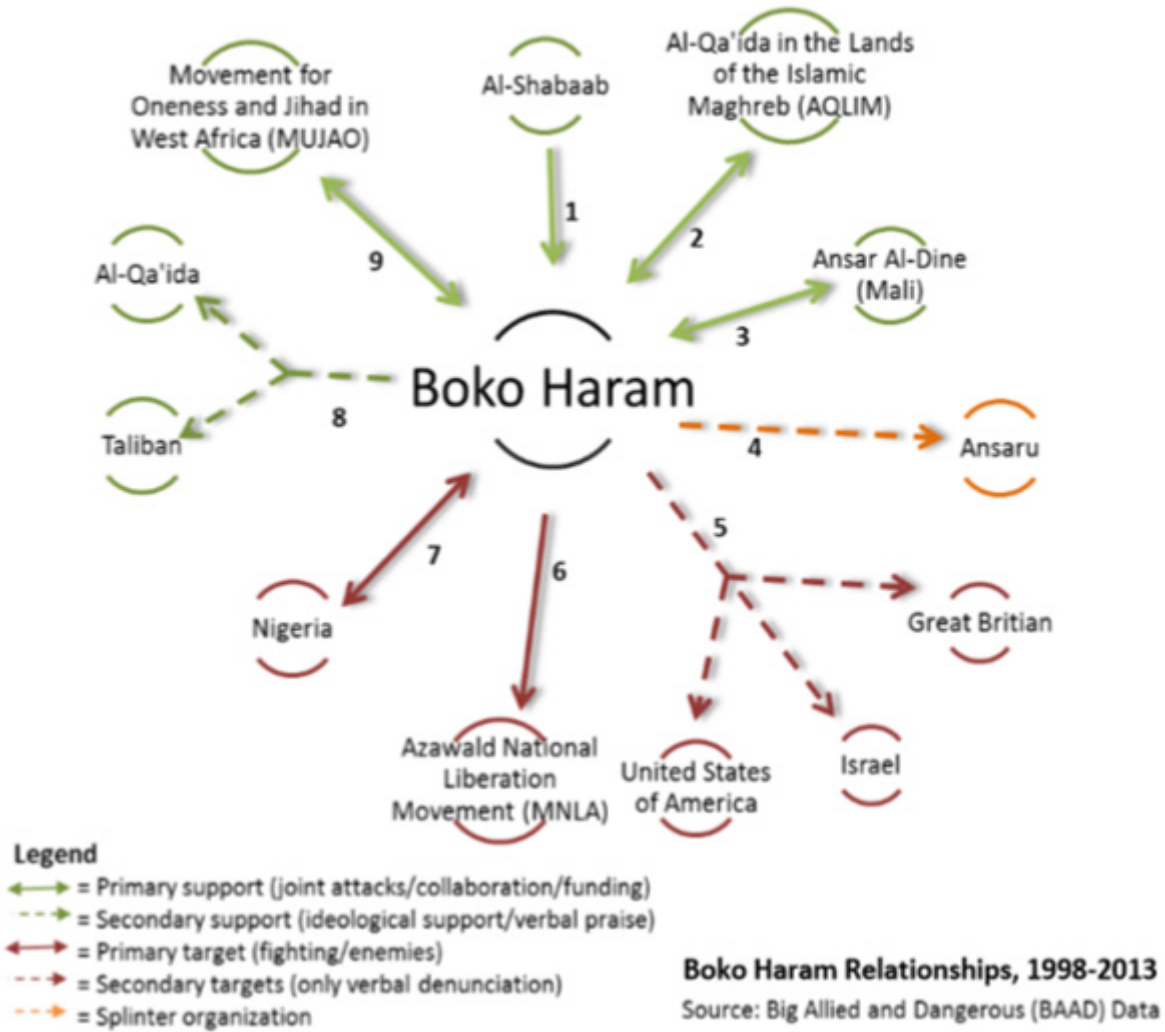 Movement for
Oneness and Jihad in
West Africa (MUJAO)
Al-Shabaab
Al-Qa'ida in the Lands
of the Islamic
Maghreb (AQLIM)
1
2
9
Al-Qa'ida
Ansar Al-Dine
(Mali)
3
Boko Haram
8
Taliban
4
Ansaru
5
7
6
Nigeria
Great Britian
Azawald National
Liberation
Movement (MNLA)
United States
of America
Israel
Legend
= Primary support (joint attacks/collaboration/funding)
= Secondary support (ideological support/verbal praise)
= Primary target (fighting/enemies)
= Secondary targets (only verbal denunciation)
= Splinter organization
Boko Haram Relationships, 1998-2013
Source: Big Allied and Dangerous (BAAD) Data